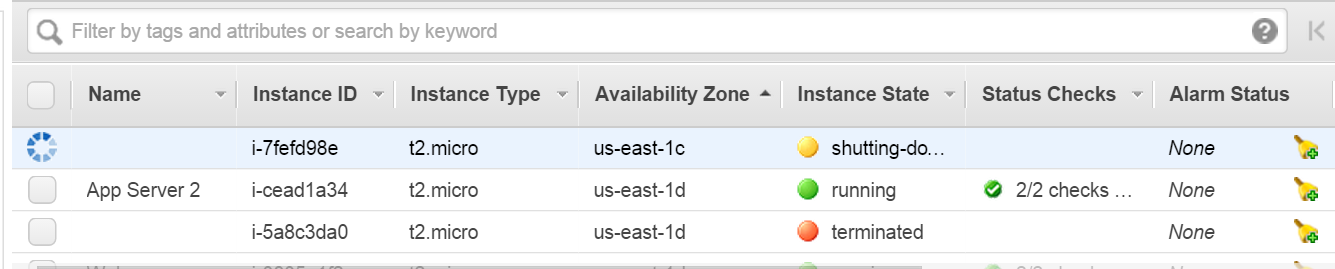 Filter by tags and attributes or search by keyword
Name Instance ID Instance Type Availability Zone Instance State Status Checks Alarm Status
i-7fefd98e t2.micro us-east-1c shutting-do... None
App Server 2 i-cead1a34 t2.micro us-east-1d running 2/2 checks ... None
i-5a8c3da0 t2.micro us-east-1d terminated None